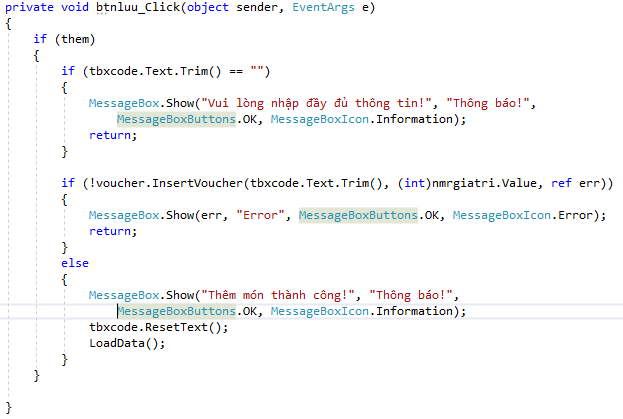 private void btnluu_Click(object sender, EventArgs e)
{
    if (them)
    {
        if (tbxcode.Text.Trim() == "")
        {
            MessageBox.Show("Vui lòng nhập đầy đủ thông tin!", "Thông báo!",
                MessageBoxButtons.OK, MessageBoxIcon.Information);
            return;
        }

        if (!voucher.InsertVoucher(tbxcode.Text.Trim(), (int)nmrgiatri.Value, ref err))
        {
            MessageBox.Show(err, "Error", MessageBoxButtons.OK, MessageBoxIcon.Error);
            return;
        }
        else
        {
            MessageBox.Show("Thêm món thành công!", "Thông báo!",
                MessageBoxButtons.OK, MessageBoxIcon.Information);
            tbxcode.ResetText();
            LoadData();
        }
    }

}